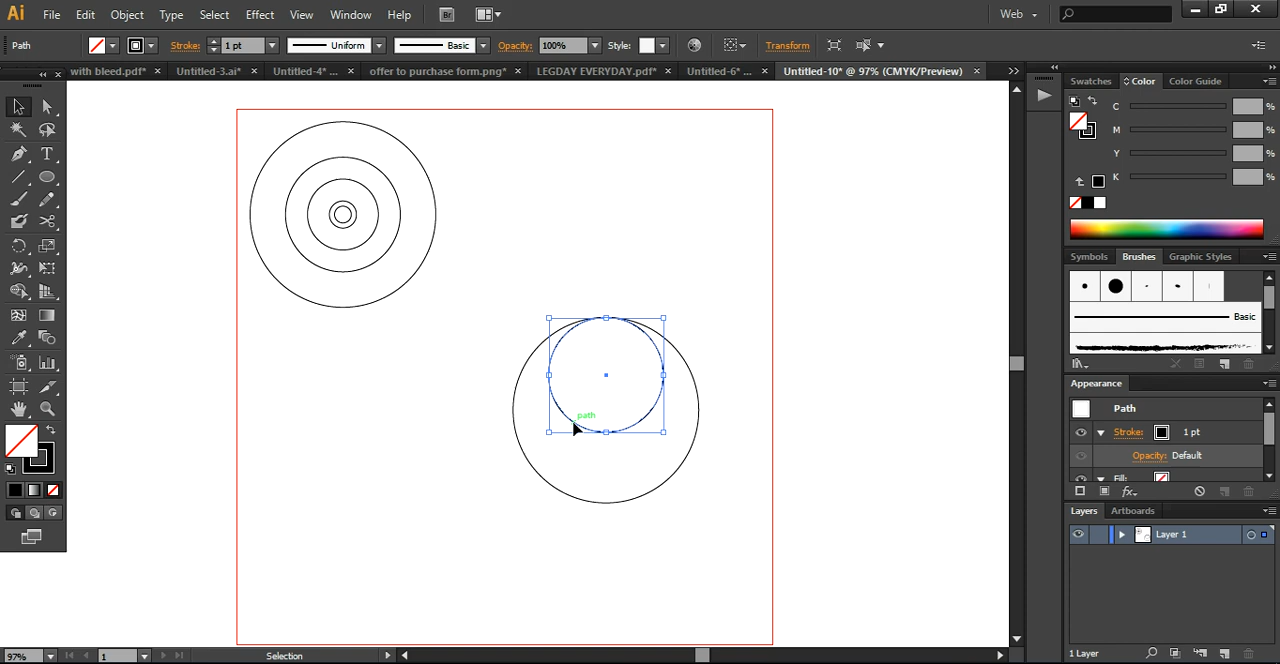 Ai File Edit Object Type Select Effect View Window Help Br Web
Path Stroke: 1 pt Uniform Basic Opacity: 100% Style: Transform
with bleed.pdf* × Untitled-3.ai* × Untitled-4* ... × offer to purchase form.png* × LEGDAY EVERYDAY.pdf* × Untitled-6* ... × Untitled-10* @ 97% (CMYK/Preview) ×
Swatches Color Color Guide
C %
M %
Y %
K %
T
Symbols Brushes Graphic Styles
Basic
path
Appearance
Path
Stroke: 1 pt
Opacity: Default
Fill:
fx
Layers Artboards
Layer 1
1 Layer
97% 1 Selection